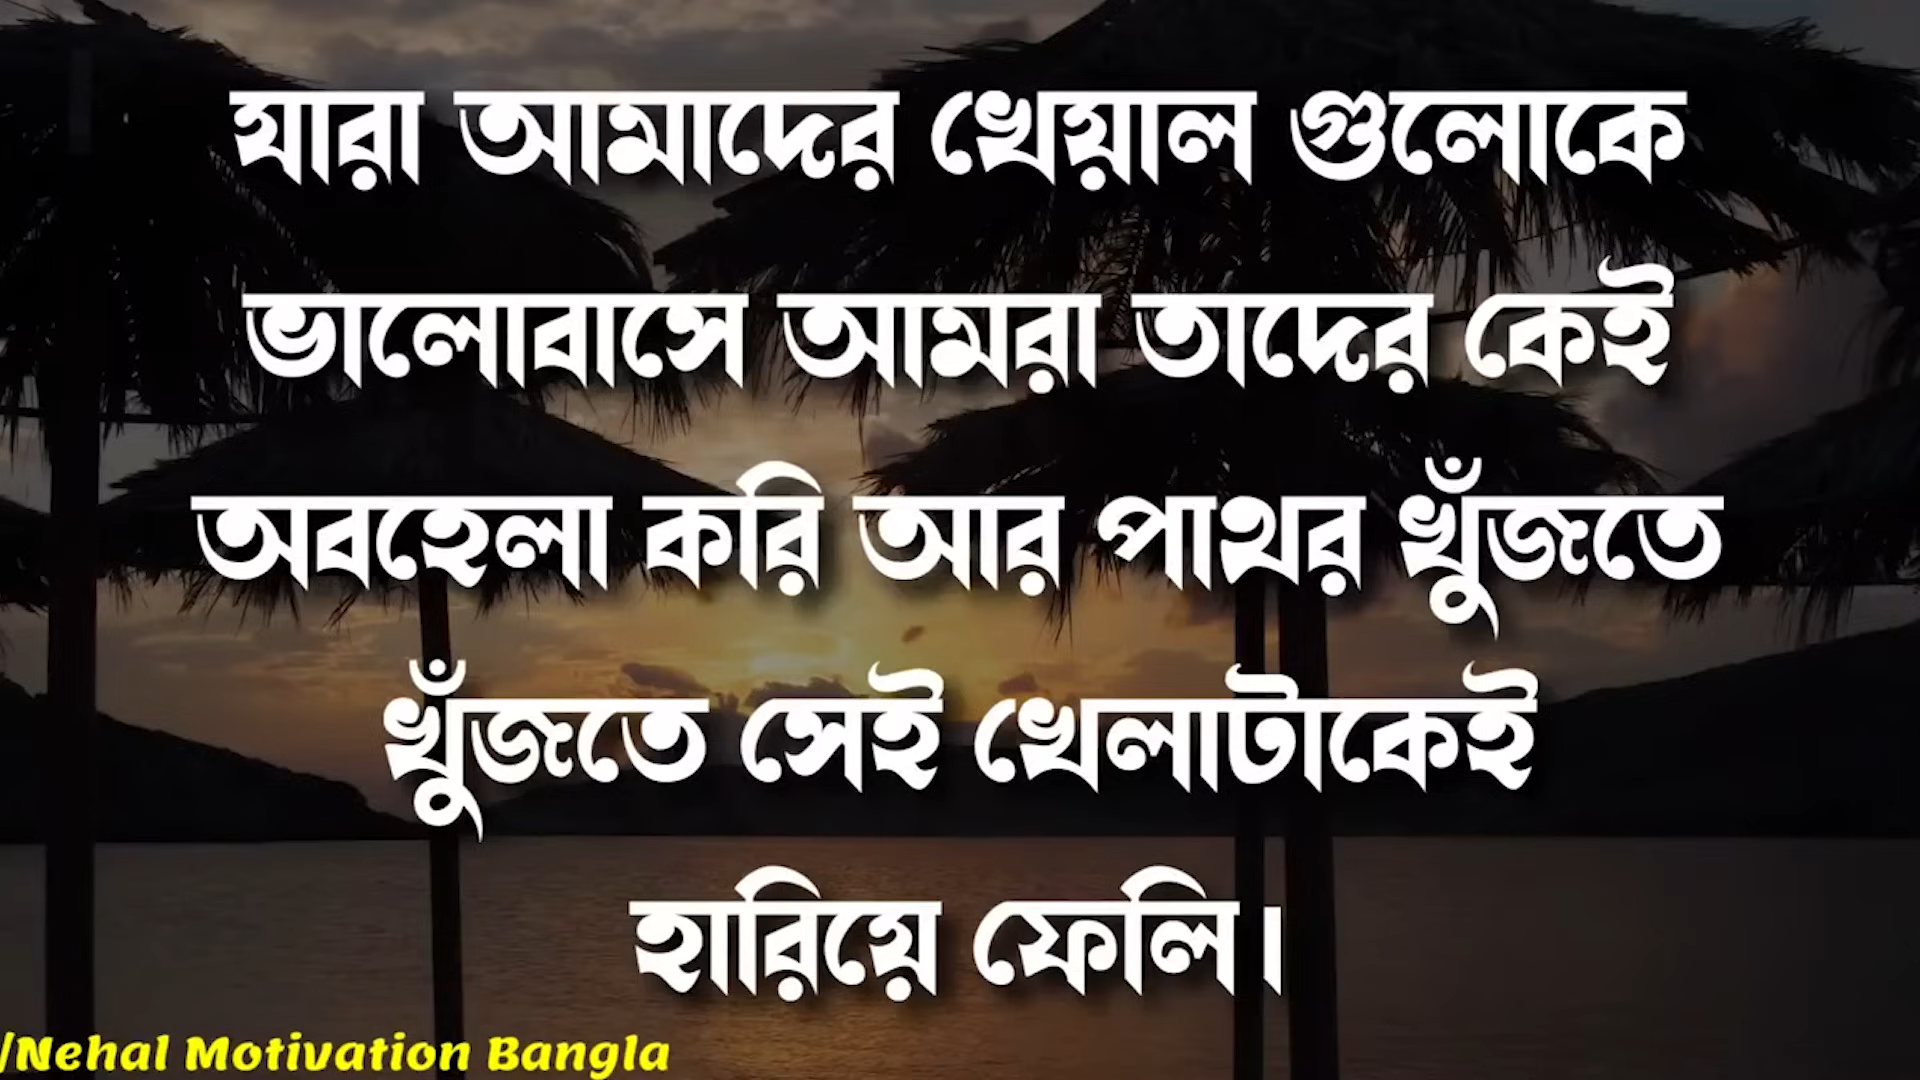 যারা আমাদের খেয়াল গুলোকে
ভালোবাসে আমরা তাদের কেই
অবহেলা করি আর পাথর খুঁজতে
খুঁজতে সেই খেলাটাকেই
হারিয়ে ফেলি।
/Nehal Motivation Bangla